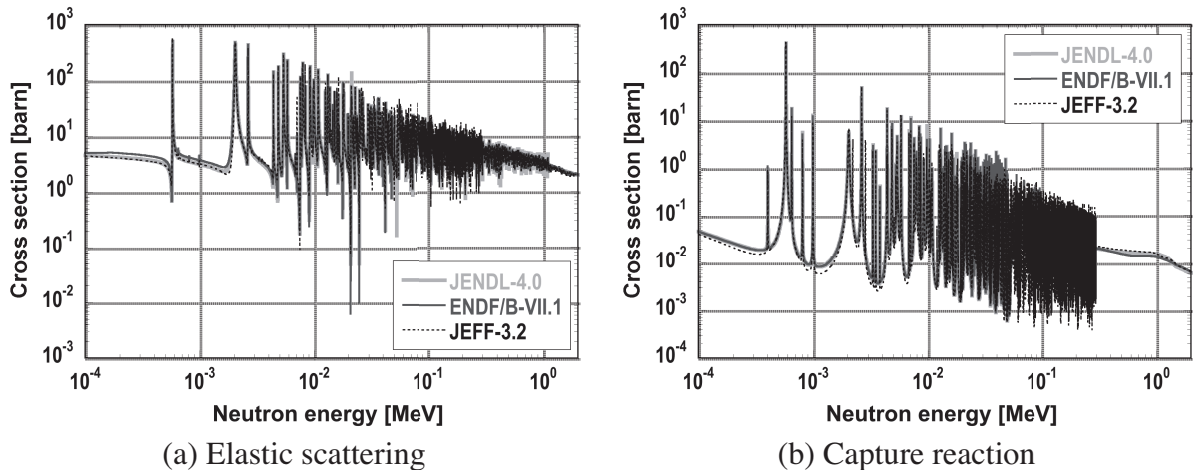 10³
10²
10¹
10⁰
10⁻¹
10⁻²
10⁻³
Cross section [barn]
JENDL-4.0
ENDF/B-VII.1
JEFF-3.2
10⁻⁴ 10⁻³ 10⁻² 10⁻¹ 10⁰
Neutron energy [MeV]
(a) Elastic scattering
10³
10²
10¹
10⁰
10⁻¹
10⁻²
10⁻³
10⁻⁴
Cross section [barn]
JENDL-4.0
ENDF/B-VII.1
JEFF-3.2
10⁻⁴ 10⁻³ 10⁻² 10⁻¹ 10⁰
Neutron energy [MeV]
(b) Capture reaction